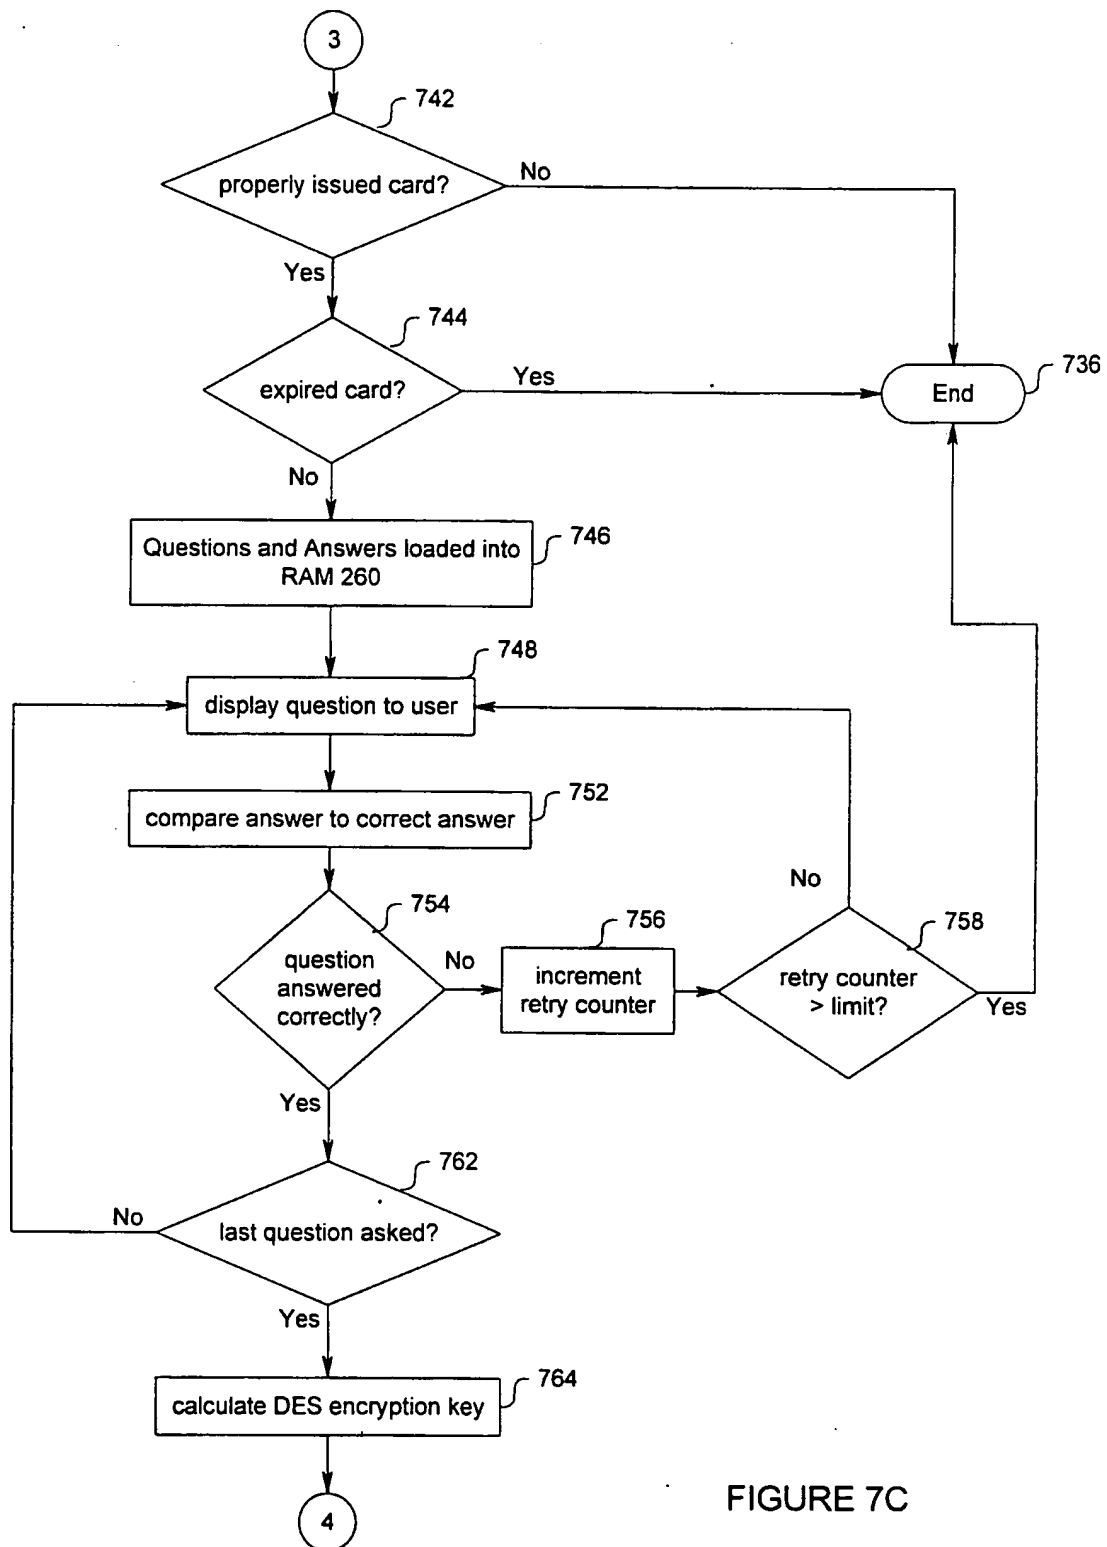 3
742
properly issued card?
No
Yes
744
expired card?
Yes
End
736
No
Questions and Answers loaded into
RAM 260
746
748
display question to user
752
compare answer to correct answer
754
question
answered
correctly?
No
756
increment
retry counter
No
758
retry counter
> limit?
Yes
Yes
762
last question asked?
No
Yes
764
calculate DES encryption key
4
FIGURE 7C